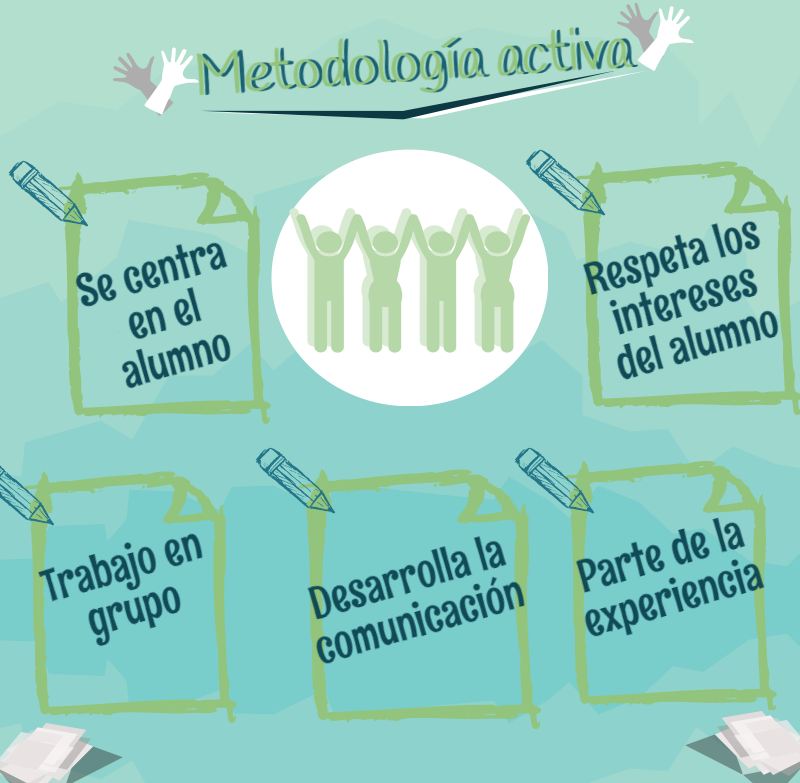 Metodología activa
Se centra
en el
alumno
Respeta los
intereses
del alumno
Trabajo en
grupo
Desarrolla la
comunicación
Parte de la
experiencia